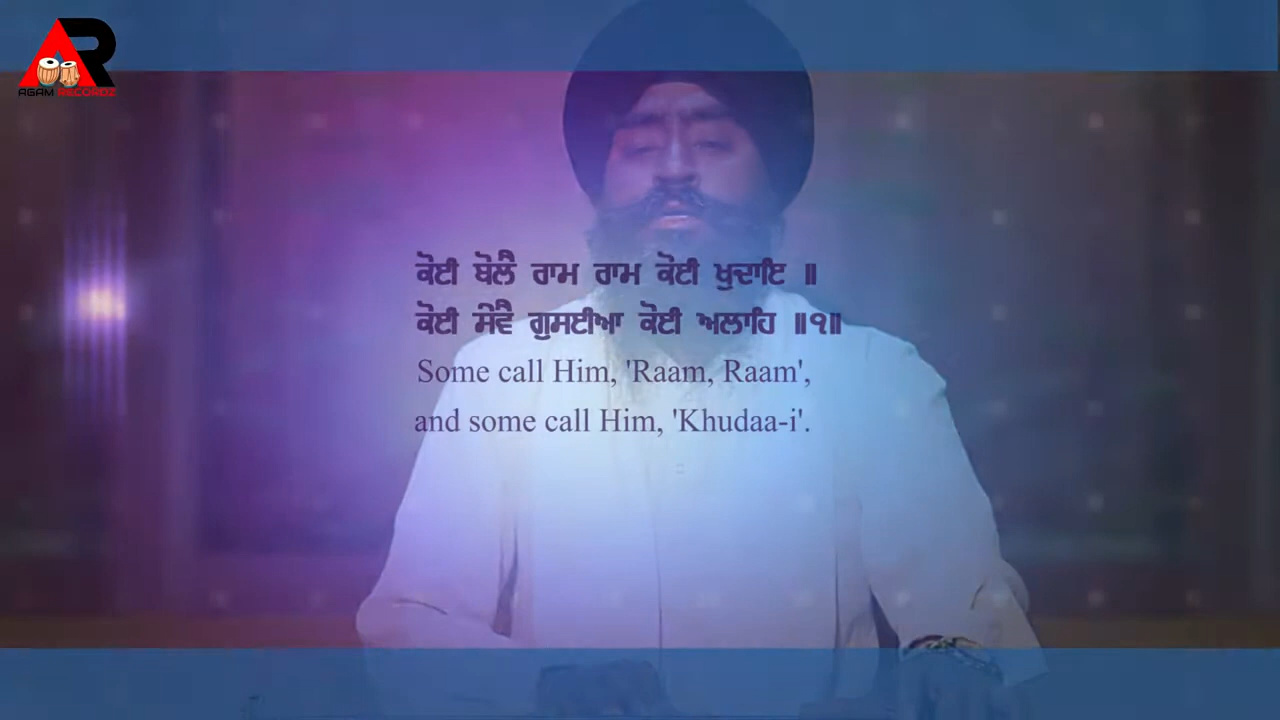 AGAM RECORDZ
ਕੋਈ ਬੋਲੈ ਰਾਮ ਰਾਮ ਕੋਈ ਖੁਦਾਇ ॥
ਕੋਈ ਸੇਵੈ ਗੁਸਈਆ ਕੋਈ ਅਲਾਹਿ ॥੧॥
Some call Him, 'Raam, Raam',
and some call Him, 'Khudaa-i'.